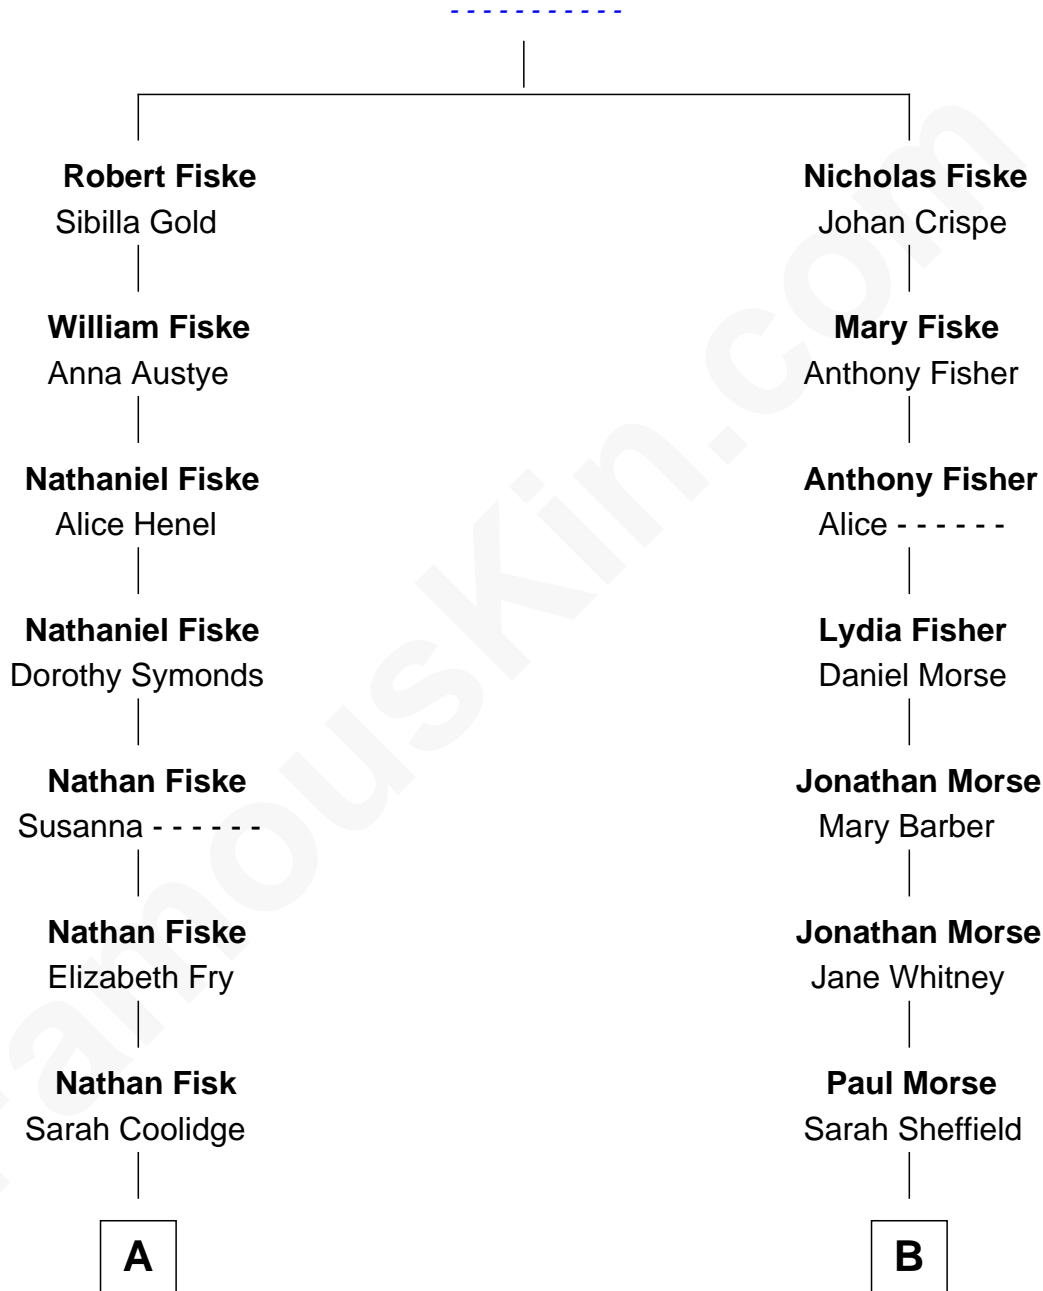 - - - - - - - - - - -
Robert Fiske
Sibilla Gold
William Fiske
Anna Austye
Nathaniel Fiske
Alice Henel
Nathaniel Fiske
Dorothy Symonds
Nathan Fiske
Susanna - - - - - -
Nathan Fiske
Elizabeth Fry
Nathan Fisk
Sarah Coolidge
A
Nicholas Fiske
Johan Crispe
Mary Fiske
Anthony Fisher
Anthony Fisher
Alice - - - - - -
Lydia Fisher
Daniel Morse
Jonathan Morse
Mary Barber
Jonathan Morse
Jane Whitney
Paul Morse
Sarah Sheffield
B
FamousKin.com